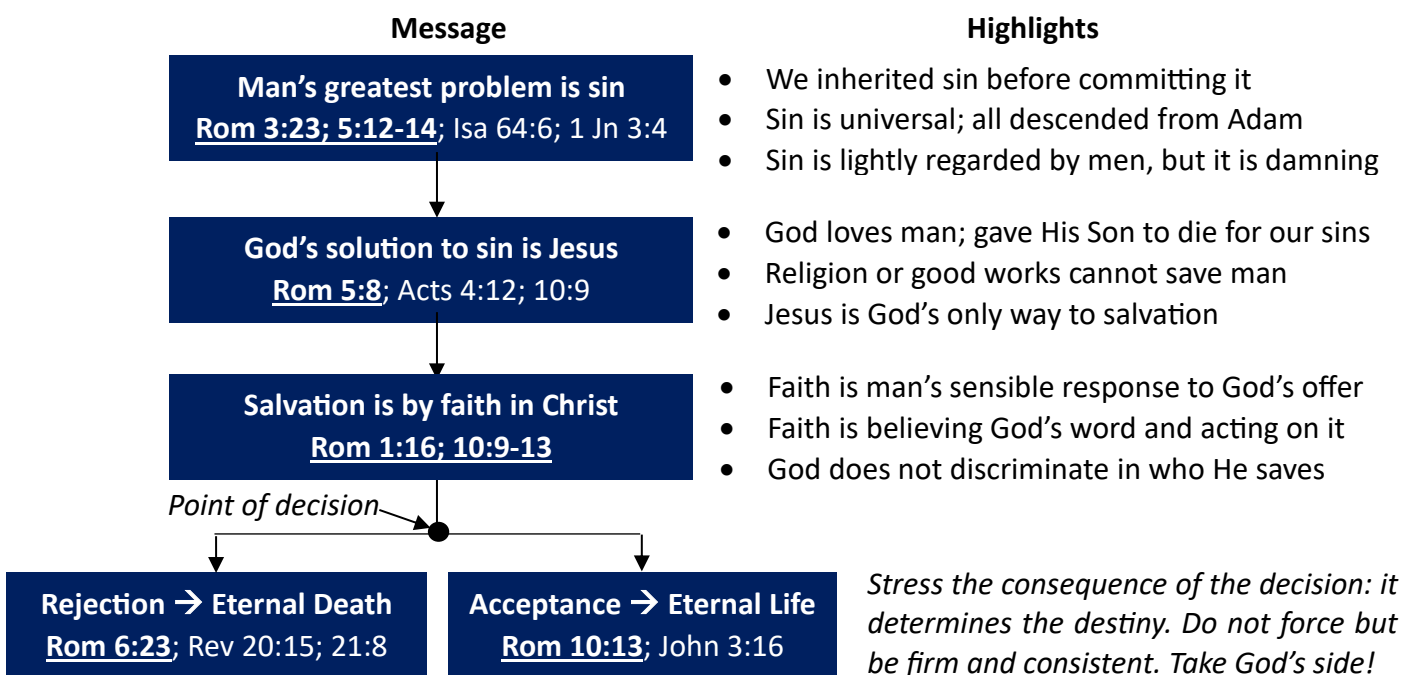 Message
Highlights
Man’s greatest problem is sin
Rom 3:23; 5:12-14; Isa 64:6; 1 Jn 3:4
• We inherited sin before committing it
• Sin is universal; all descended from Adam
• Sin is lightly regarded by men, but it is damning
God’s solution to sin is Jesus
Rom 5:8; Acts 4:12; 10:9
• God loves man; gave His Son to die for our sins
• Religion or good works cannot save man
• Jesus is God’s only way to salvation
Salvation is by faith in Christ
Rom 1:16; 10:9-13
• Faith is man’s sensible response to God’s offer
• Faith is believing God’s word and acting on it
• God does not discriminate in who He saves
Point of decision
Rejection → Eternal Death
Rom 6:23; Rev 20:15; 21:8
Acceptance → Eternal Life
Rom 10:13; John 3:16
Stress the consequence of the decision: it
determines the destiny. Do not force but
be firm and consistent. Take God’s side!